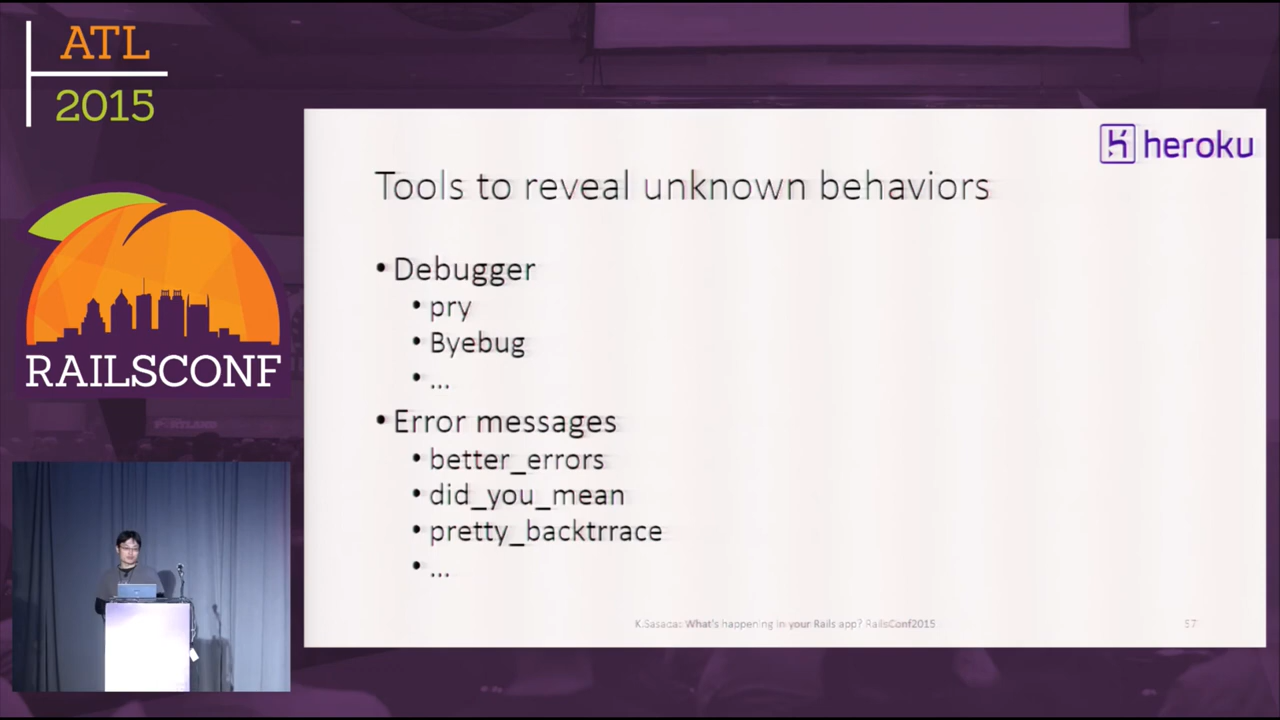 ATL
2015
RAILSCONF
heroku
Tools to reveal unknown behaviors
• Debugger
• pry
• Byebug
• ...
• Error messages
• better_errors
• did_you_mean
• pretty_backtrrace
• ...
K.Sasada: What's happening in your Rails app? RailsConf2015
57
PORTLAND